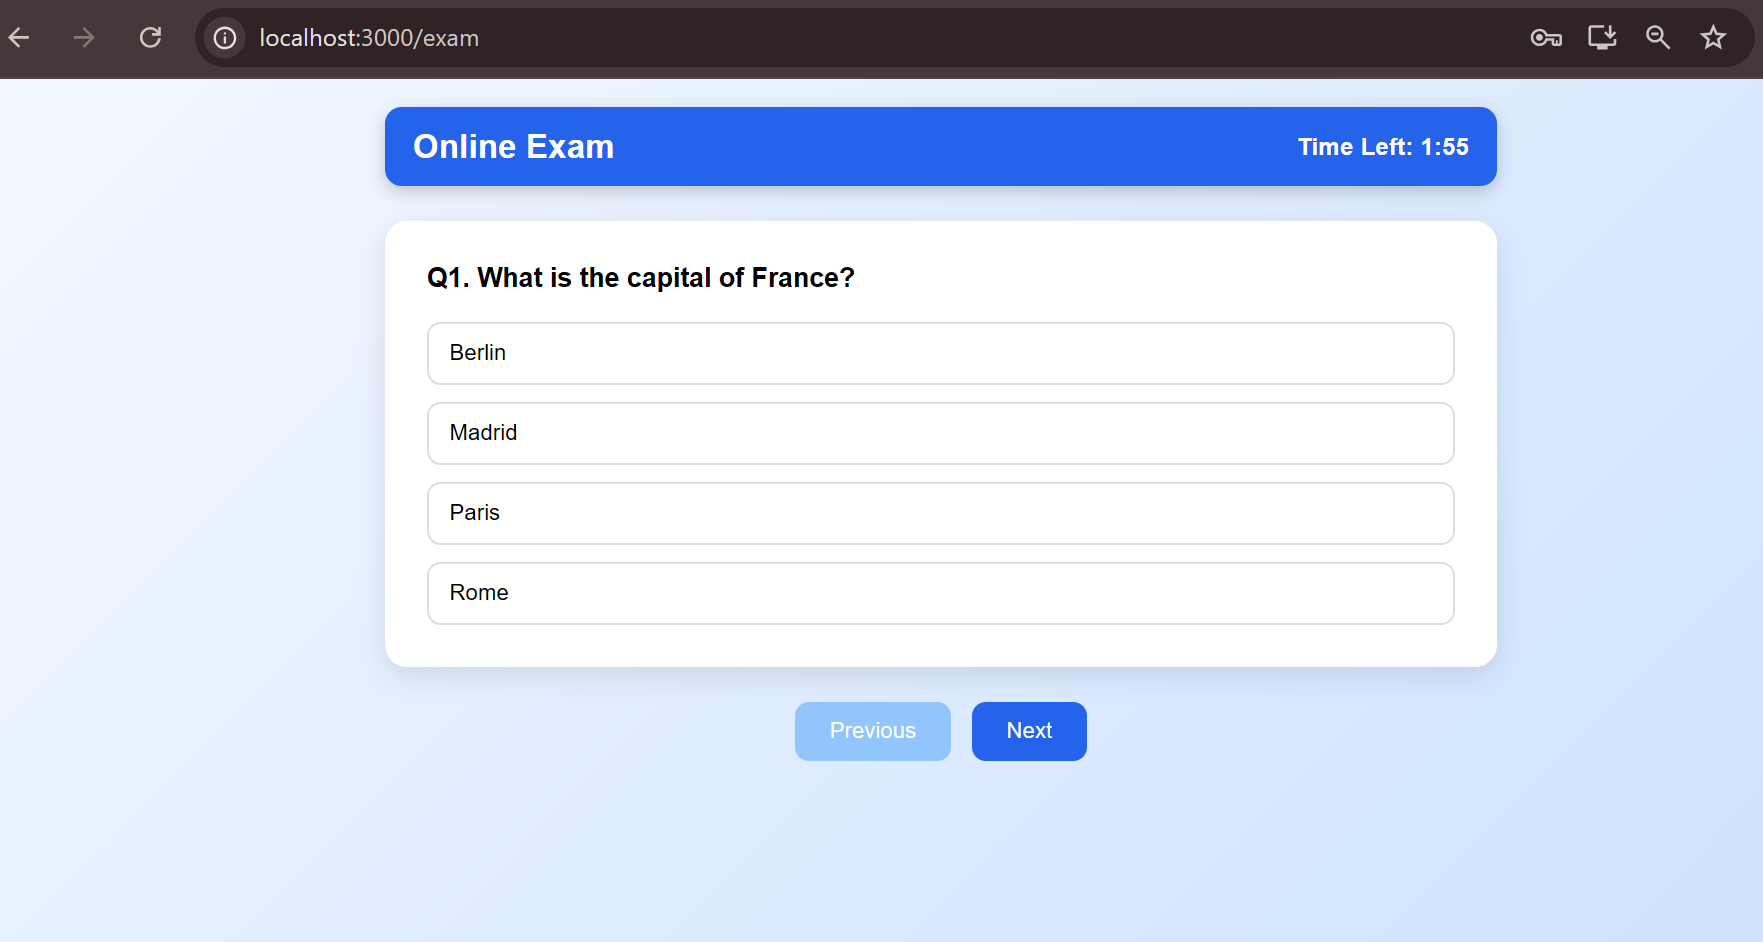 localhost:3000/exam
Online Exam
Time Left: 1:55
Q1. What is the capital of France?
Berlin
Madrid
Paris
Rome
Previous
Next